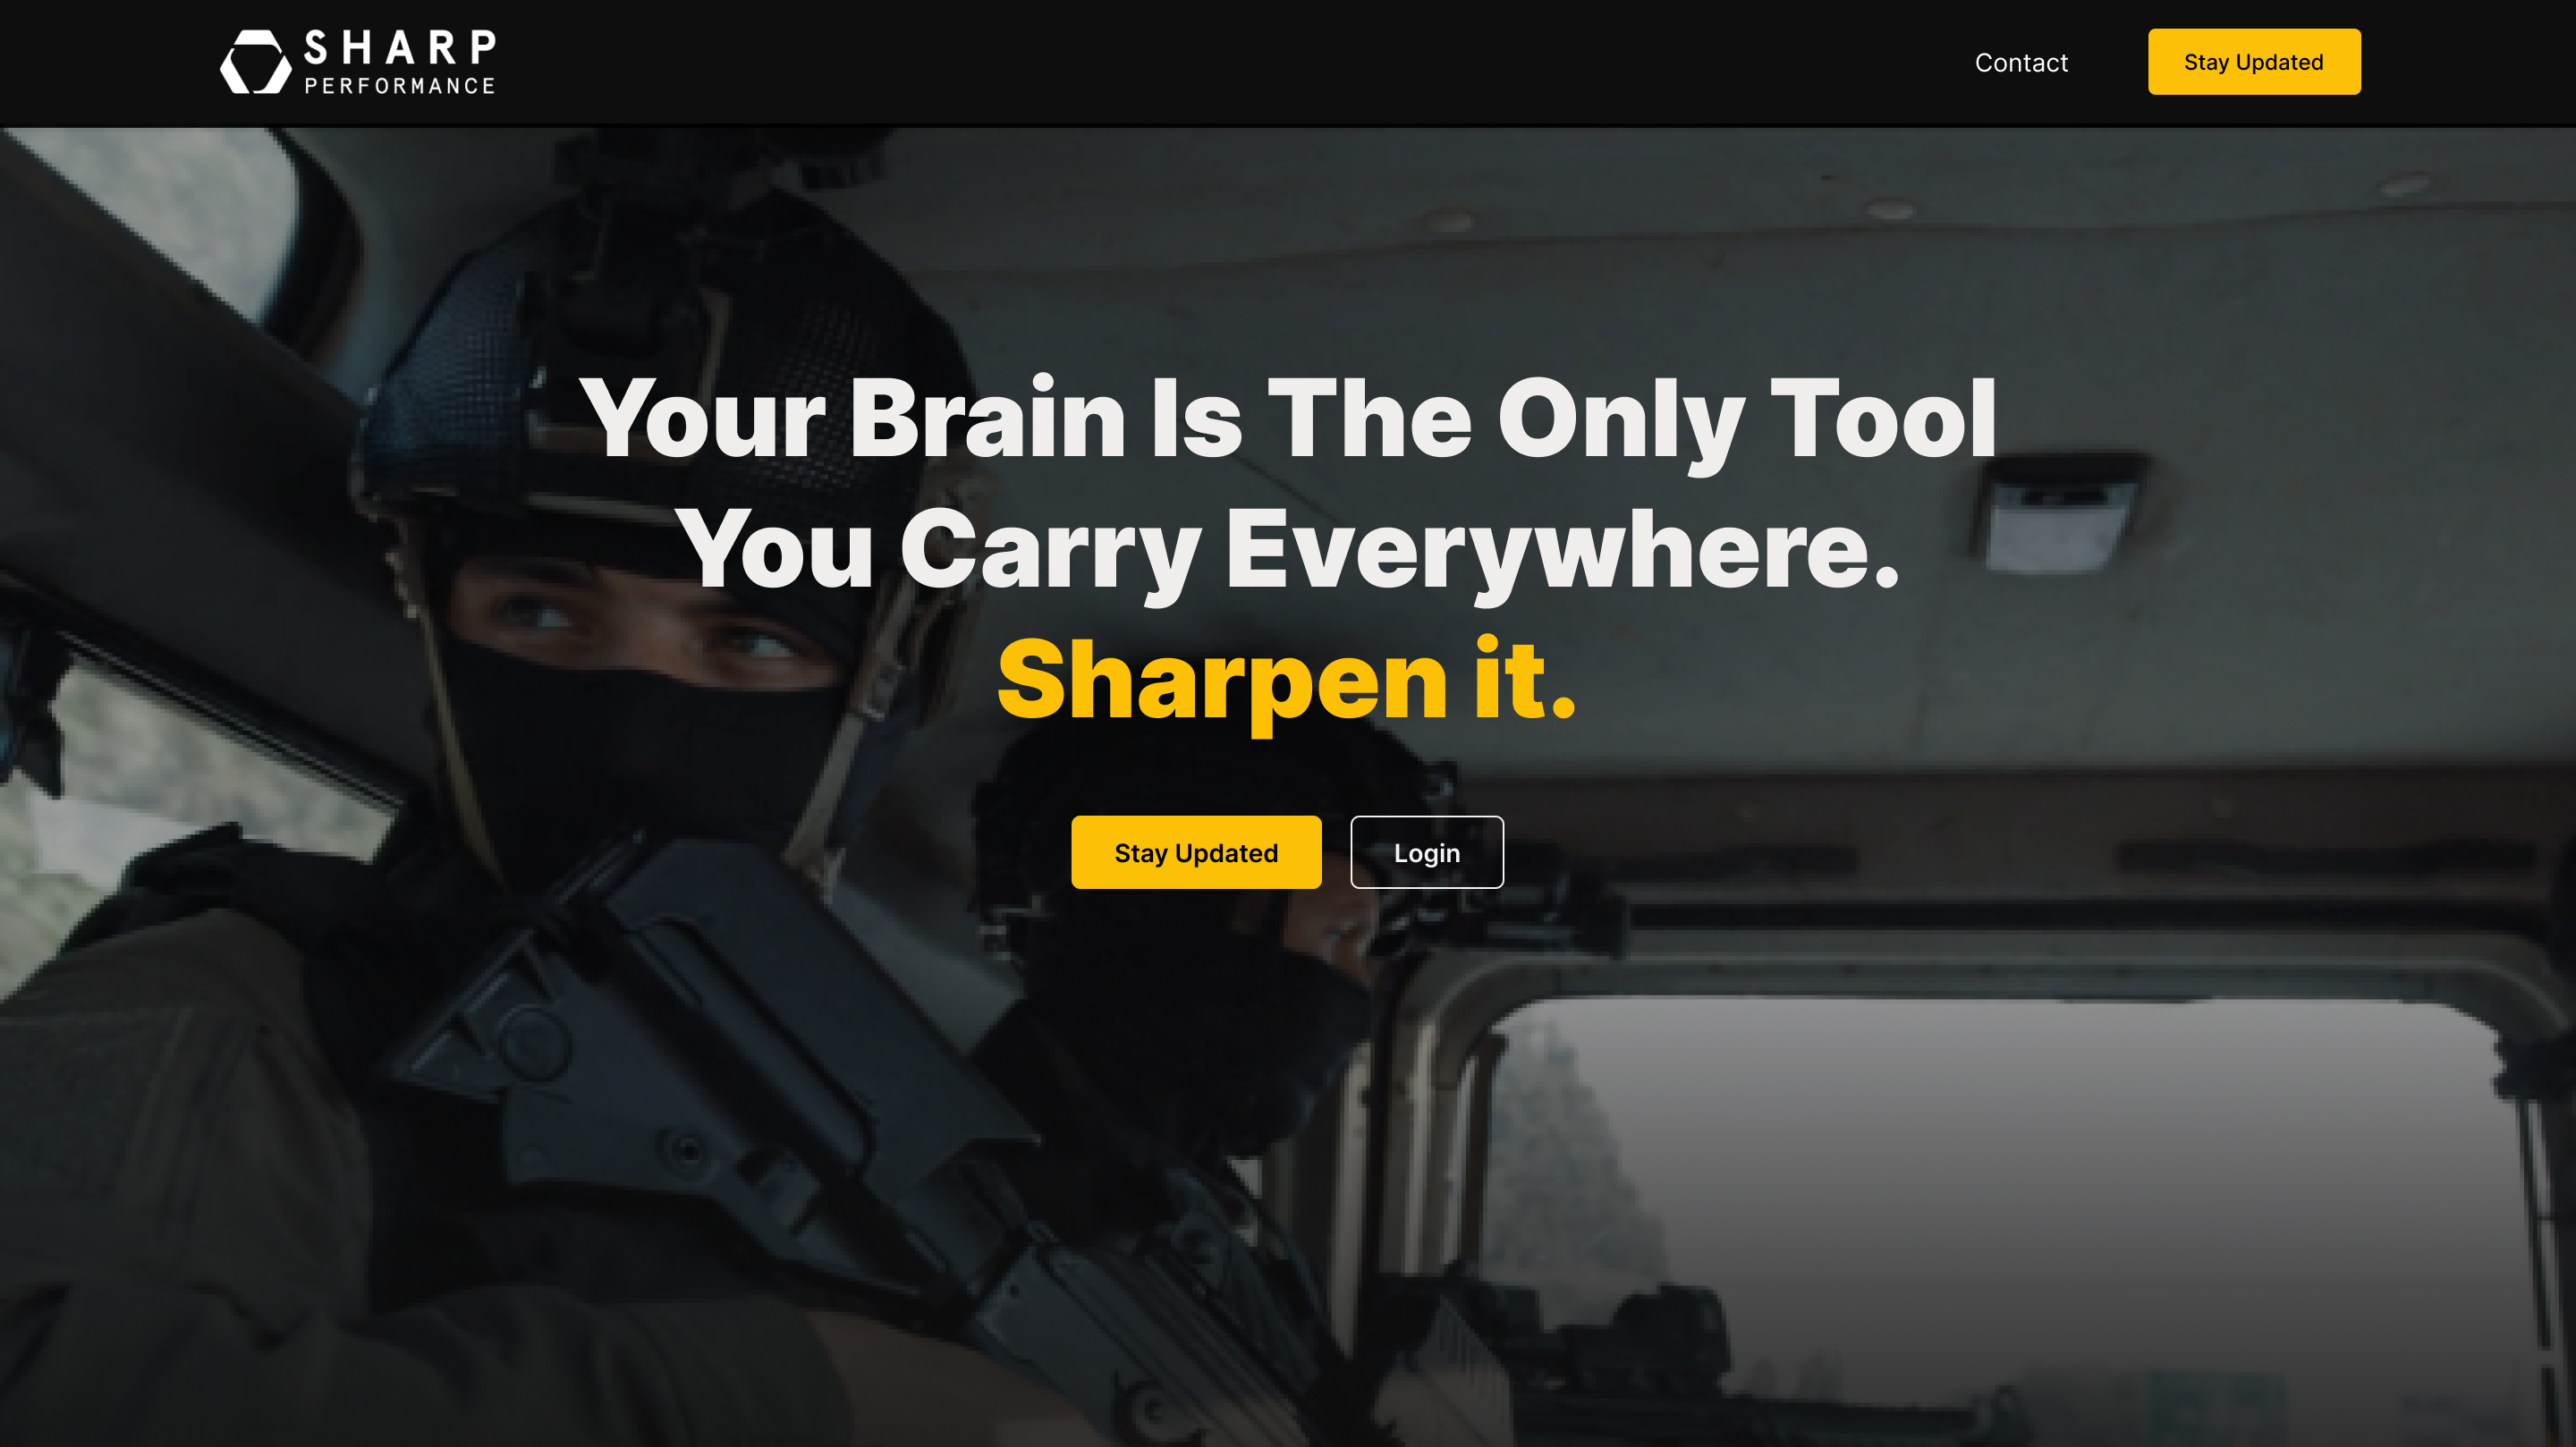 SHARP
PERFORMANCE
Contact
Stay Updated
Your Brain Is The Only Tool
You Carry Everywhere.
Sharpen it.
Stay Updated
Login